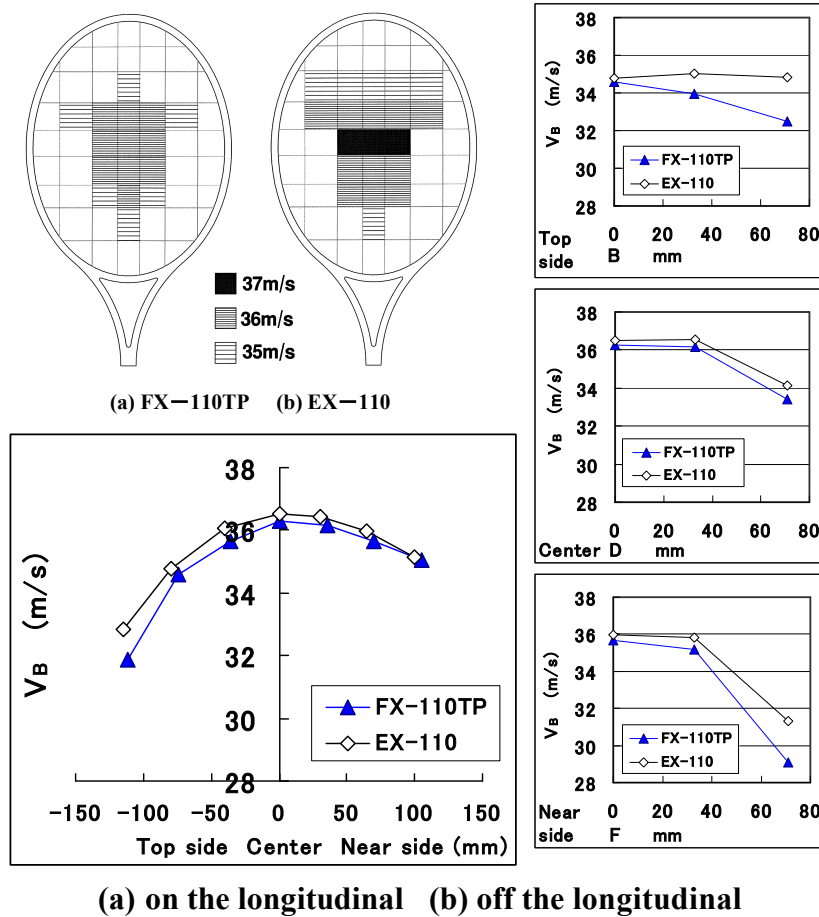 37m/s
36m/s
35m/s
(a) FX－110TP (b) EX－110
38
36
34
32
30
28
VB (m/s)
FX-110TP
EX-110
−150 −100 −50 0 50 100 150
Top side Center Near side (mm)
38
36
34
32
30
28
VB (m/s)
FX-110TP
EX-110
0 20 40 60 80
Top side B mm
38
36
34
32
30
28
VB (m/s)
FX-110TP
EX-110
0 20 40 60 80
Center D mm
38
36
34
32
30
28
VB (m/s)
FX-110TP
EX-110
0 20 40 60 80
Near side F mm
(a) on the longitudinal (b) off the longitudinal